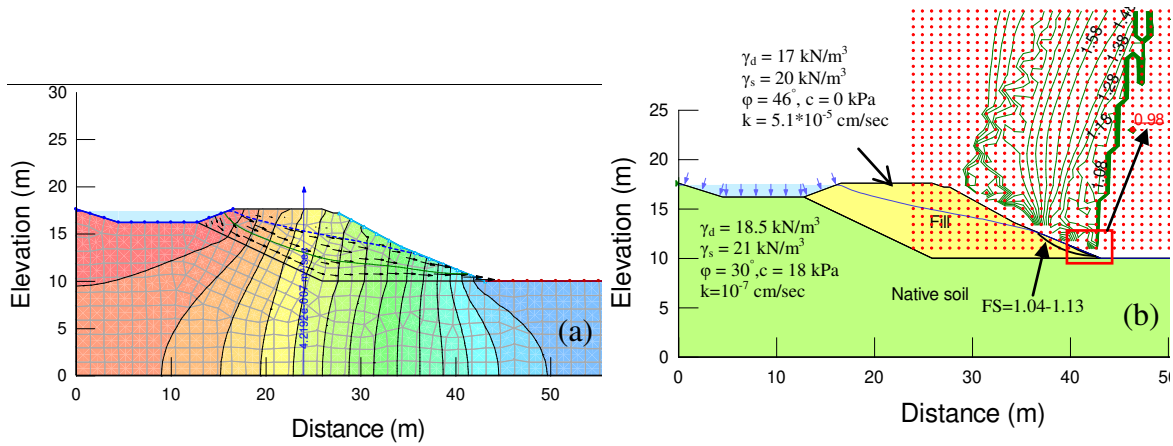 30
25
20
15
10
5
0
Elevation (m)
0 10 20 30 40 50
Distance (m)
(a)
γd = 17 kN/m³
γs = 20 kN/m³
φ = 46°, c = 0 kPa
k = 5.1*10⁻⁵ cm/sec
1.58
1.38
1.28
1.18
1.08
0.98
25
20
15
10
5
0
Elevation (m)
Fill
γd = 18.5 kN/m³
γs = 21 kN/m³
φ = 30°,c = 18 kPa
k=10⁻⁷ cm/sec
Native soil
FS=1.04-1.13
(b)
0 10 20 30 40 50
Distance (m)